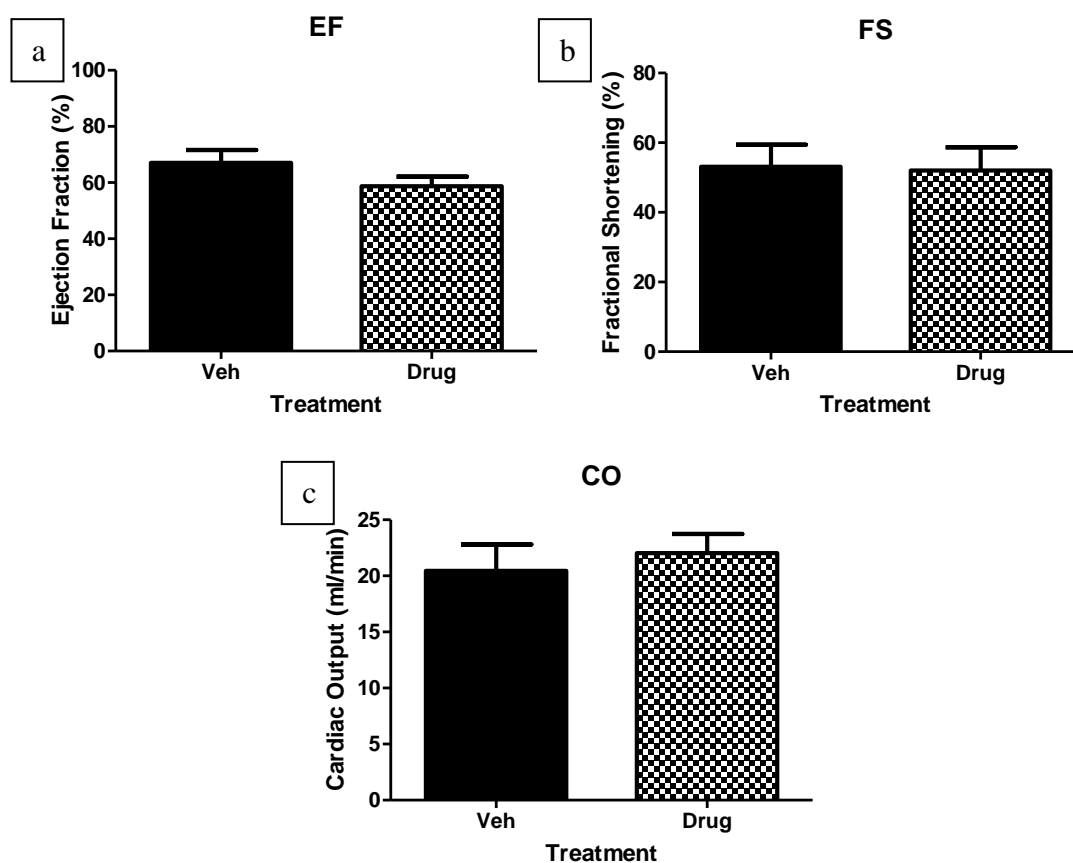 a
EF
Ejection Fraction (%)
100
80
60
40
20
0
Veh
Drug
Treatment
b
FS
Fractional Shortening (%)
80
60
40
20
0
Veh
Drug
Treatment
c
CO
Cardiac Output (ml/min)
25
20
15
10
5
0
Veh
Drug
Treatment